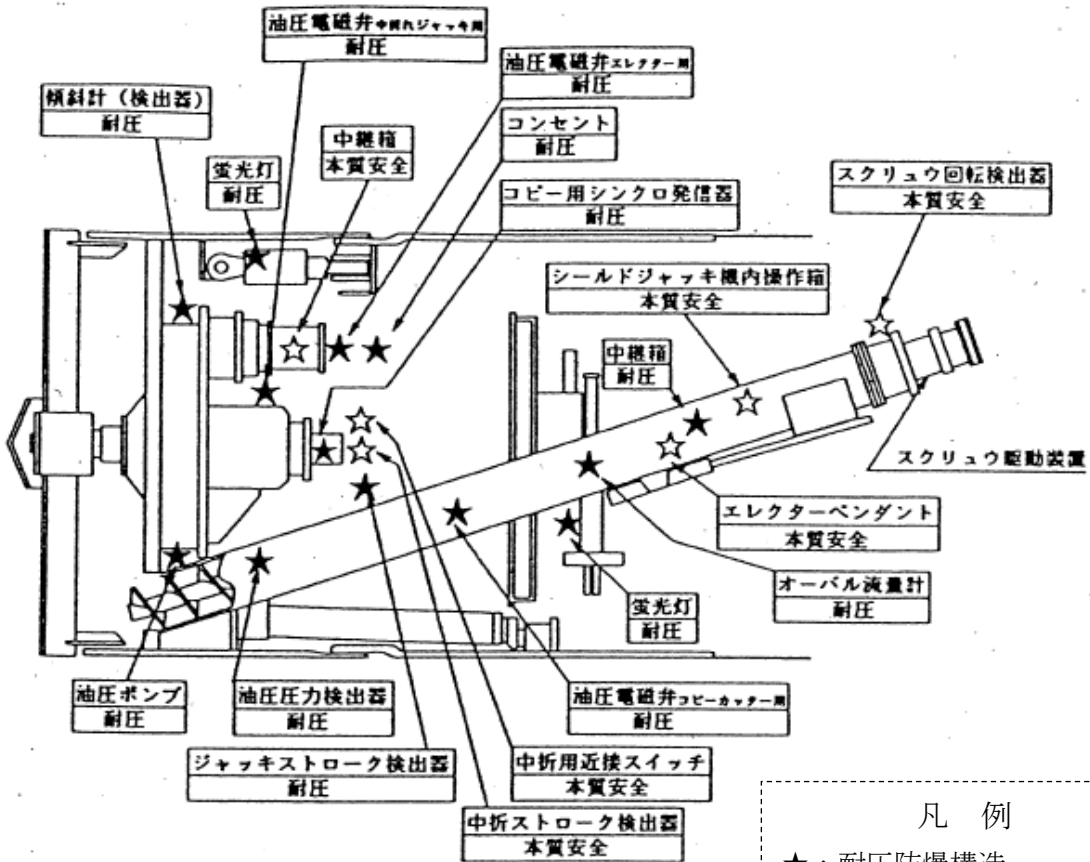 油圧電磁弁中折れジャッキ用
耐圧
油圧電磁弁エレクター用
耐圧
傾斜計（検出器）
耐圧
コンセント
耐圧
中継箱
本質安全
蛍光灯
耐圧
スクリュウ回転検出器
本質安全
コピー用シンクロ発信器
耐圧
シールドジャッキ機内操作箱
本質安全
中継箱
耐圧
スクリュウ駆動装置
エレクターペンダント
本質安全
オーバル流量計
耐圧
蛍光灯
耐圧
油圧ポンプ
耐圧
油圧圧力検出器
耐圧
油圧電磁弁コピーカッター用
耐圧
ジャッキストローク検出器
耐圧
中折用近接スイッチ
本質安全
中折ストローク検出器
本質安全
凡 例
★：耐圧防爆構造